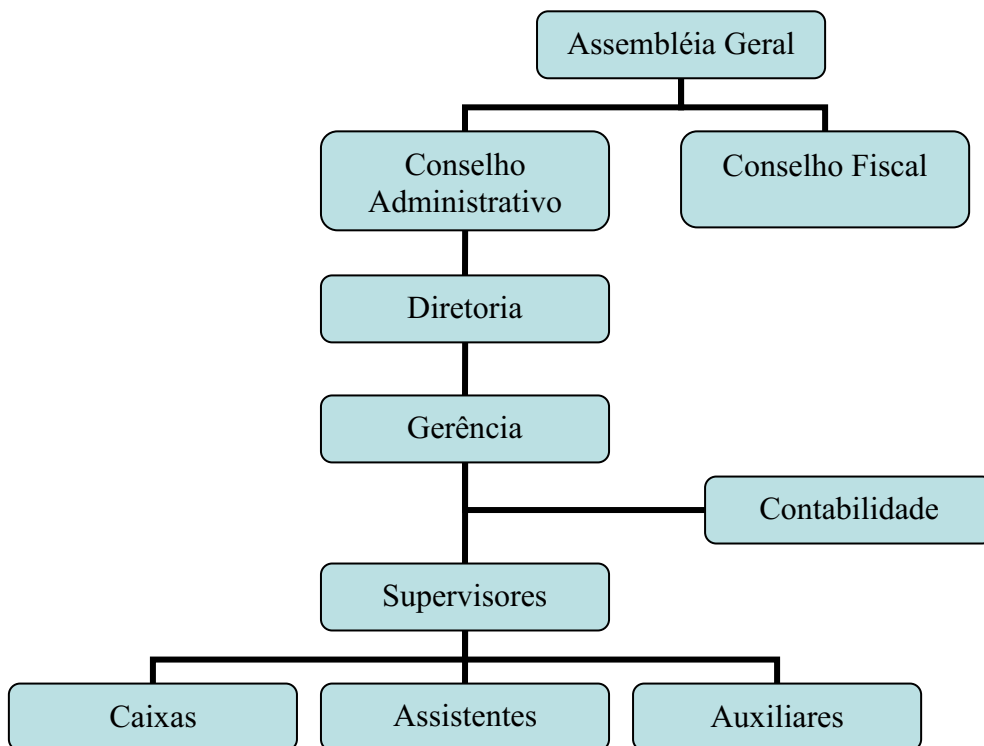 Assembléia Geral
Conselho
Administrativo
Conselho Fiscal
Diretoria
Gerência
Contabilidade
Supervisores
Caixas
Assistentes
Auxiliares